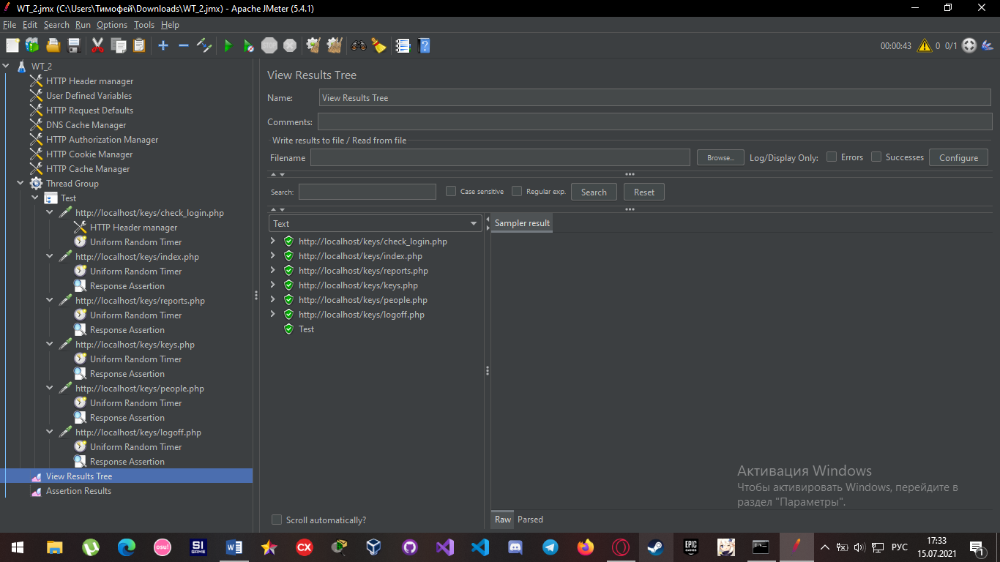 WT_2.jmx (C:\Users\Тимофей\Downloads\WT_2.jmx) - Apache JMeter (5.4.1)
File Edit Search Run Options Tools Help
STOP
00:00:43 0 0/1
WT_2
HTTP Header manager
User Defined Variables
HTTP Request Defaults
DNS Cache Manager
HTTP Authorization Manager
HTTP Cookie Manager
HTTP Cache Manager
Thread Group
Test
http://localhost/keys/check_login.php
HTTP Header manager
Uniform Random Timer
http://localhost/keys/index.php
Uniform Random Timer
Response Assertion
http://localhost/keys/reports.php
Uniform Random Timer
Response Assertion
http://localhost/keys/keys.php
Uniform Random Timer
Response Assertion
http://localhost/keys/people.php
Uniform Random Timer
Response Assertion
http://localhost/keys/logoff.php
Uniform Random Timer
Response Assertion
View Results Tree
Assertion Results
View Results Tree
Name: View Results Tree
Comments:
Write results to file / Read from file
Filename Browse... Log/Display Only: Errors Successes Configure
Search: Case sensitive Regular exp. Search Reset
Text
http://localhost/keys/check_login.php
http://localhost/keys/index.php
http://localhost/keys/reports.php
http://localhost/keys/keys.php
http://localhost/keys/people.php
http://localhost/keys/logoff.php
Test
Scroll automatically?
Sampler result
Raw Parsed
Активация Windows
Чтобы активировать Windows, перейдите в
раздел "Параметры".
osu! SI GAME CX EPIC GAMES РУС
17:33
15.07.2021
1